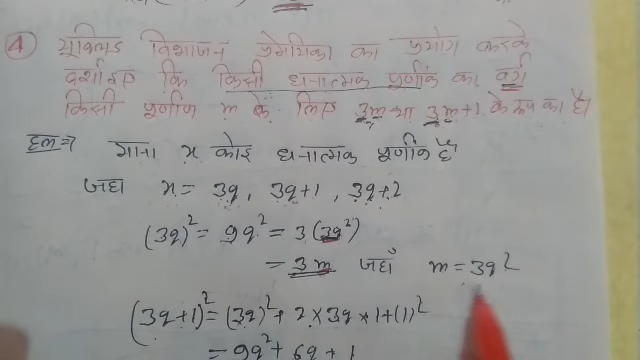 4 यूक्लिड विभाजन प्रमेयिका का प्रयोग करके
दर्शाइए कि किसी धनात्मक पूर्णांक का वर्ग
किसी पूर्णांक m के लिए 3m या 3m+1 के रूप का है।
हल⇒ माना x कोई धनात्मक पूर्णांक है
जहाँ x = 3q, 3q+1, 3q+2
(3q)² = 9q² = 3(3q²)
= 3m जहाँ m = 3q²
(3q+1)² = (3q)² + 2×3q×1+(1)²
= 9q² + 6q + 1